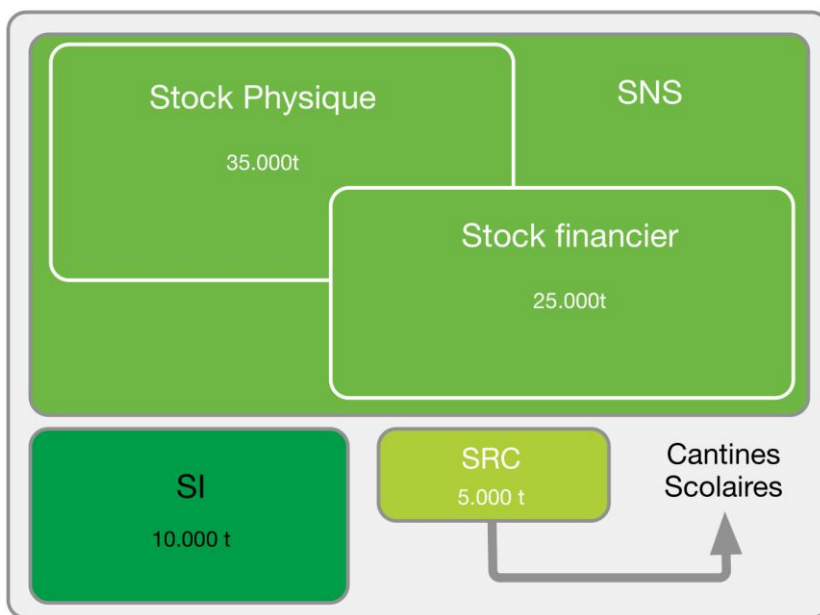 Stock Physique
35.000t
SNS
Stock financier
25.000t
SI
10.000 t
SRC
5.000 t
Cantines
Scolaires